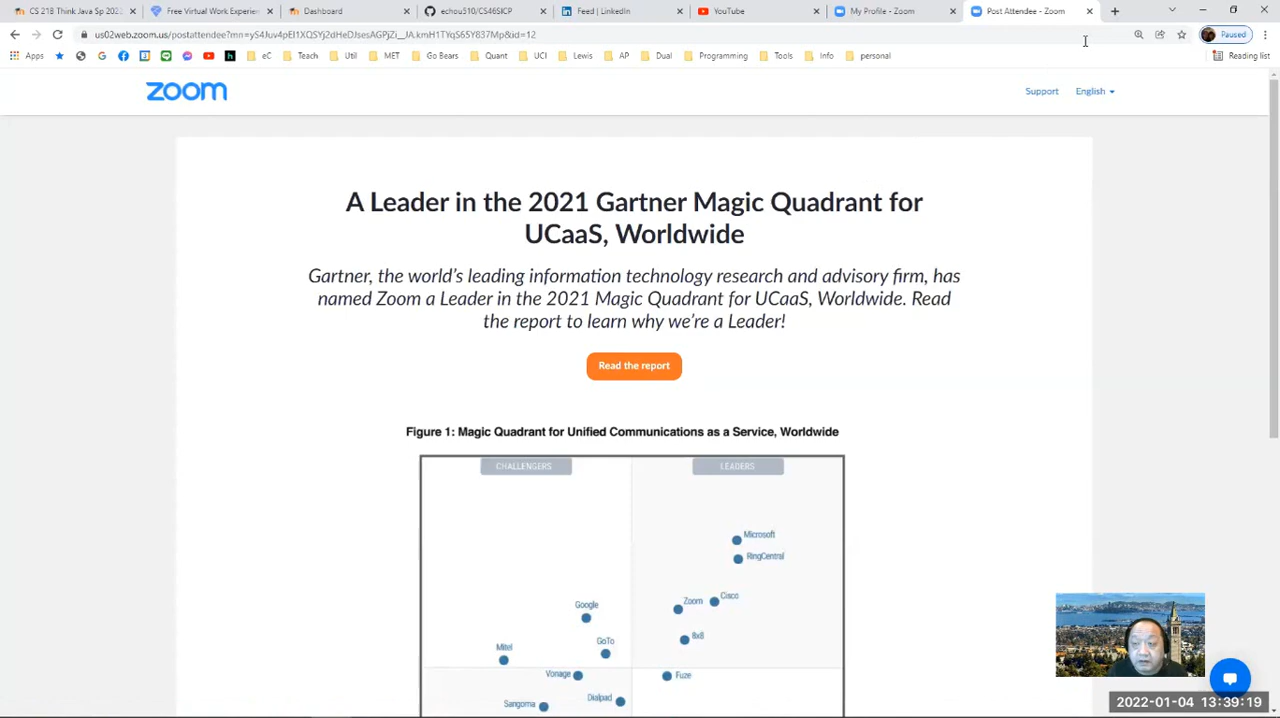 CS 218 Think Java Sp 202
Free Virtual Work Experien
Dashboard
echou510/CS46SICP
Feed | LinkedIn
YouTube
My Profile - Zoom
Post Attendee - Zoom
Paused
Apps
eC
Teach
Util
MET
Go Bears
Quant
UCI
Lewis
AP
Dual
Programming
Tools
Info
personal
Reading list
zoom
Support
English
A Leader in the 2021 Gartner Magic Quadrant for
UCaaS, Worldwide
Gartner, the world's leading information technology research and advisory firm, has
named Zoom a Leader in the 2021 Magic Quadrant for UCaaS, Worldwide. Read
the report to learn why we're a Leader!
Read the report
Figure 1: Magic Quadrant for Unified Communications as a Service, Worldwide
CHALLENGERS
LEADERS
Microsoft
RingCentral
Cisco
Zoom
Google
8x8
GoTo
Mitel
Vonage
Fuze
Dialpad
Sangoma
2022-01-04 13:39:19